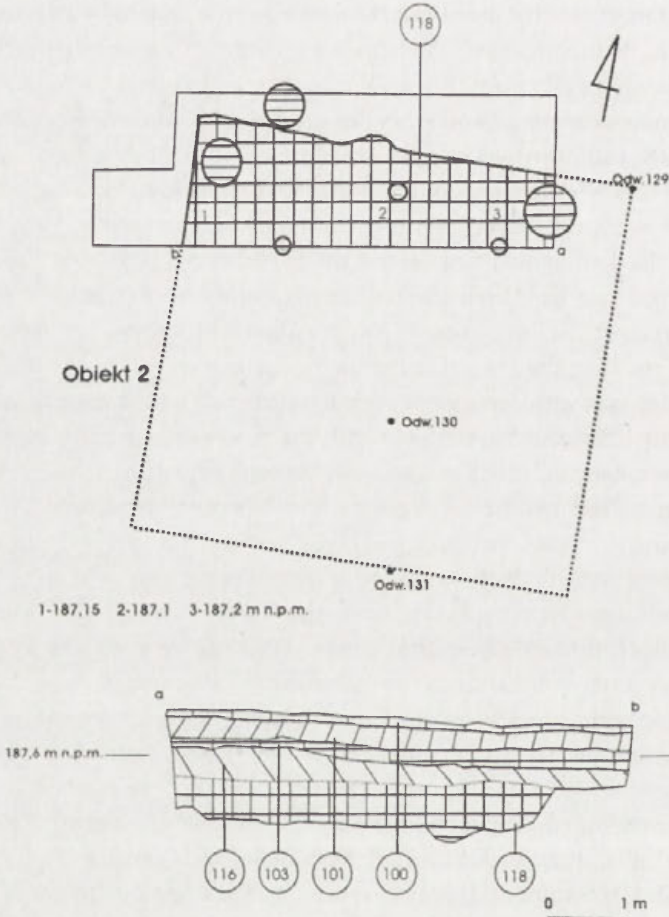 118
Odw.129
1 2 3
b a
Obiekt 2
Odw.130
Odw.131
1-187,15 2-187,1 3-187,2 m n.p.m.
a b
187,6 m n.p.m.
116 103 101 100 118
0 1 m